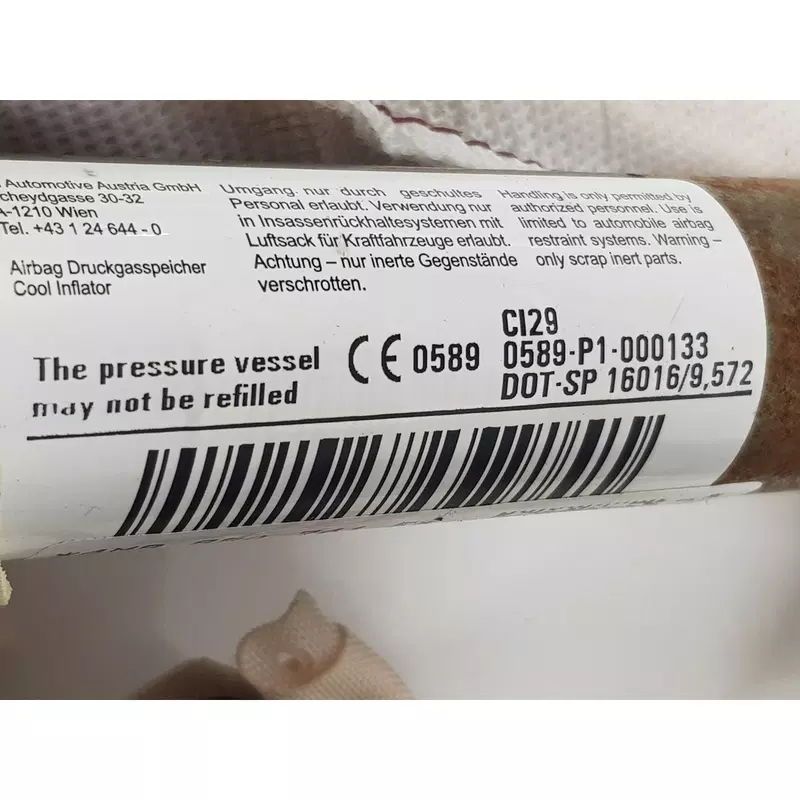 Automotive Austria GmbH
cheydgasse 30-32
A-1210 Wien
Tel. +43 1 24 644 - 0
Airbag Druckgasspeicher
Cool Inflator
Umgang nur durch geschultes
Personal erlaubt. Verwendung nur
in Insassenrückhaltesystemen mit
Luftsack für Kraftfahrzeuge erlaubt.
Achtung – nur inerte Gegenstände
verschrotten.
Handling is only permitted by
authorized personnel. Use is
limited to automobile airbag
restraint systems. Warning –
only scrap inert parts.
The pressure vessel
may not be refilled
CE 0589
CI29
0589-P1-000133
DOT-SP 16016/9,572